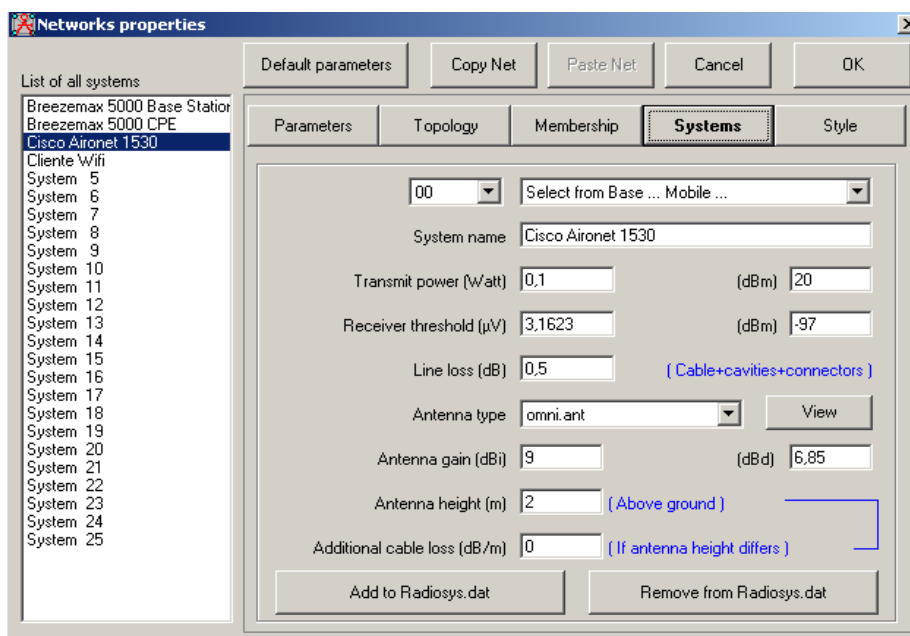 Networks properties
Default parameters
Copy Net
Paste Net
Cancel
OK
List of all systems
Breezemax 5000 Base Station
Breezemax 5000 CPE
Cisco Aironet 1530
Cliente Wifi
System 5
System 6
System 7
System 8
System 9
System 10
System 11
System 12
System 13
System 14
System 15
System 16
System 17
System 18
System 19
System 20
System 21
System 22
System 23
System 24
System 25
Parameters
Topology
Membership
Systems
Style
00
Select from Base ... Mobile ...
System name Cisco Aironet 1530
Transmit power (Watt) 0,1 (dBm) 20
Receiver threshold (µV) 3,1623 (dBm) -97
Line loss (dB) 0,5 ( Cable+cavities+connectors )
Antenna type omni.ant View
Antenna gain (dBi) 9 (dBd) 6,85
Antenna height (m) 2 ( Above ground )
Additional cable loss (dB/m) 0 ( If antenna height differs )
Add to Radiosys.dat
Remove from Radiosys.dat